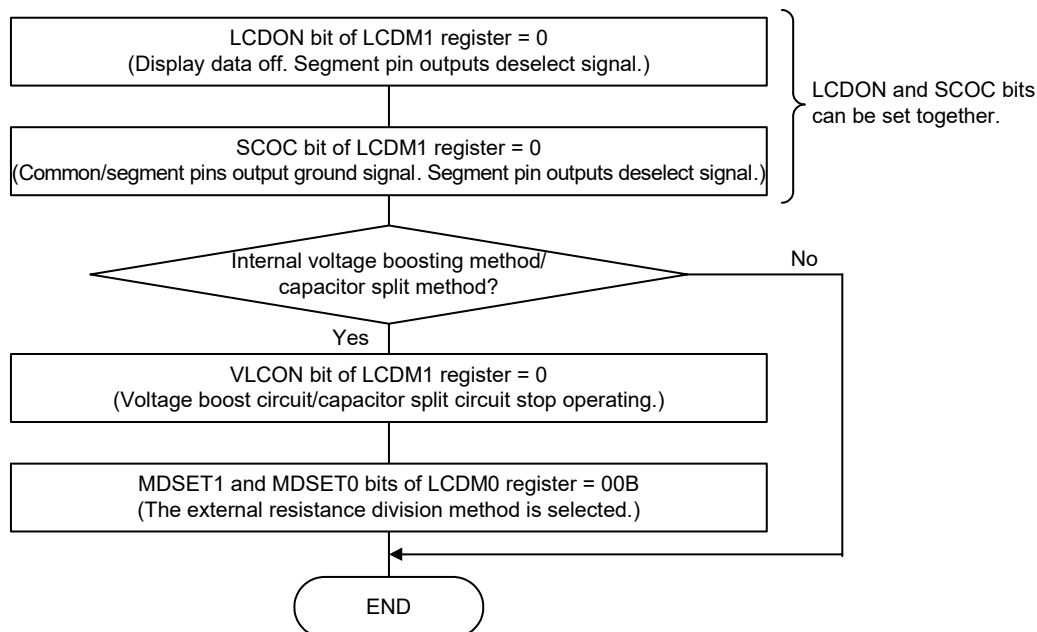 LCDON bit of LCDM1 register = 0
(Display data off. Segment pin outputs deselect signal.)
LCDON and SCOC bits
can be set together.
SCOC bit of LCDM1 register = 0
(Common/segment pins output ground signal. Segment pin outputs deselect signal.)
Internal voltage boosting method/
capacitor split method?
No
Yes
VLCON bit of LCDM1 register = 0
(Voltage boost circuit/capacitor split circuit stop operating.)
MDSET1 and MDSET0 bits of LCDM0 register = 00B
(The external resistance division method is selected.)
END